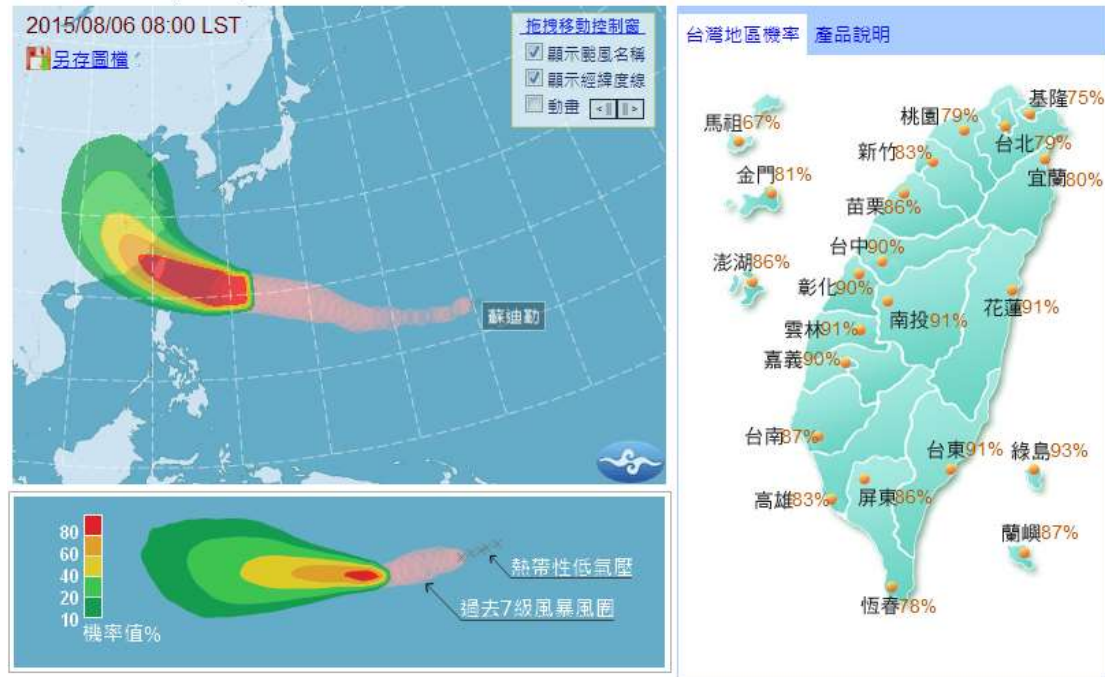 2015/08/06 08:00 LST
另存圖檔
拖拽移動控制窗
顯示颱風名稱
顯示經緯度線
動畫 <|| ||>
蘇迪勒
80
60
40
20
10
機率值%
熱帶性低氣壓
過去7級風暴風圈
台灣地區機率 產品說明
基隆75%
桃園79%
馬祖67%
台北79%
新竹83%
金門81%
宜蘭80%
苗栗86%
台中90%
澎湖86%
彰化90%
花蓮91%
南投91%
雲林91%
嘉義90%
台南87%
台東91%
綠島93%
高雄83%
屏東86%
蘭嶼87%
恆春78%